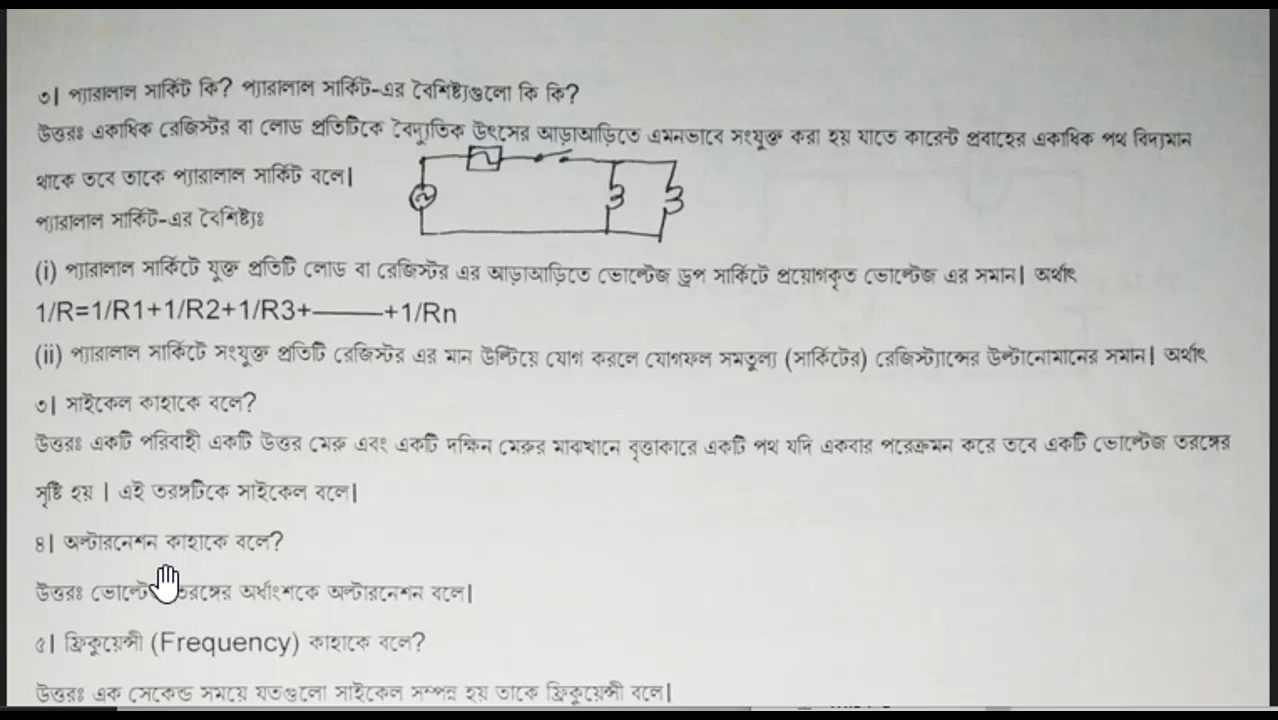 ৩। প্যারালাল সার্কিট কি? প্যারালাল সার্কিট-এর বৈশিষ্ট্যগুলো কি কি?
উত্তরঃ একাধিক রেজিস্টর বা লোড প্রতিটিকে বৈদ্যুতিক উৎসের আড়াআড়িতে এমনভাবে সংযুক্ত করা হয় যাতে কারেন্ট প্রবাহের একাধিক পথ বিদ্যমান
থাকে তবে তাকে প্যারালাল সার্কিট বলে।
প্যারালাল সার্কিট-এর বৈশিষ্ট্যঃ
(i) প্যারালাল সার্কিটে যুক্ত প্রতিটি লোড বা রেজিস্টর এর আড়াআড়িতে ভোল্টেজ ড্রপ সার্কিটে প্রয়োগকৃত ভোল্টেজ এর সমান। অর্থাৎ
1/R=1/R1+1/R2+1/R3+———+1/Rn
(ii) প্যারালাল সার্কিটে সংযুক্ত প্রতিটি রেজিস্টর এর মান উল্টিয়ে যোগ করলে যোগফল সমতুল্য (সার্কিটের) রেজিস্ট্যান্সের উল্টানোমানের সমান। অর্থাৎ
৩। সাইকেল কাহাকে বলে?
উত্তরঃ একটি পরিবাহী একটি উত্তর মেরু এবং একটি দক্ষিন মেরুর মাঝখানে বৃত্তাকারে একটি পথ যদি একবার পরেক্রমন করে তবে একটি ভোল্টেজ তরঙ্গের
সৃষ্টি হয় । এই তরঙ্গটিকে সাইকেল বলে।
৪। অল্টারনেশন কাহাকে বলে?
উত্তরঃ তরঙ্গের অর্ধাংশকে অল্টারনেশন বলে।
৫। ফ্রিকুয়েন্সী (Frequency) কাহাকে বলে?
উত্তরঃ এক সেকেন্ড সময়ে যতগুলো সাইকেল সম্পন্ন হয় তাকে ফ্রিকুয়েন্সী বলে।